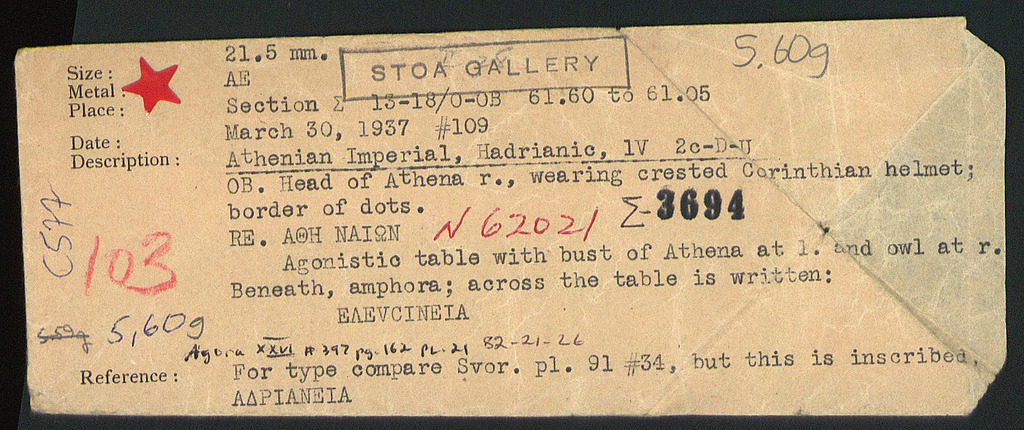 Size : 21.5 mm.
STOA GALLERY
5.60g
Metal : AE
Place : Section Σ 13-18/0-OB 61.60 to 61.05
Date : March 30, 1937 #109
Description : Athenian Imperial, Hadrianic, 1V 2c-D-U
OB. Head of Athena r., wearing crested Corinthian helmet;
border of dots.
N 62021 Σ-3694
RE. ΑΘΗ ΝΑΙΩΝ
C577
103
Agonistic table with bust of Athena at l. and owl at r.
Beneath, amphora; across the table is written:
ΕΛΕVCΙΝΕΙΑ
5,60g
Agora XXVI #397 pg. 162 PL. 21 82-21-26
Reference : For type compare Svor. pl. 91 #34, but this is inscribed,
ΑΔΡΙΑΝΕΙΑ